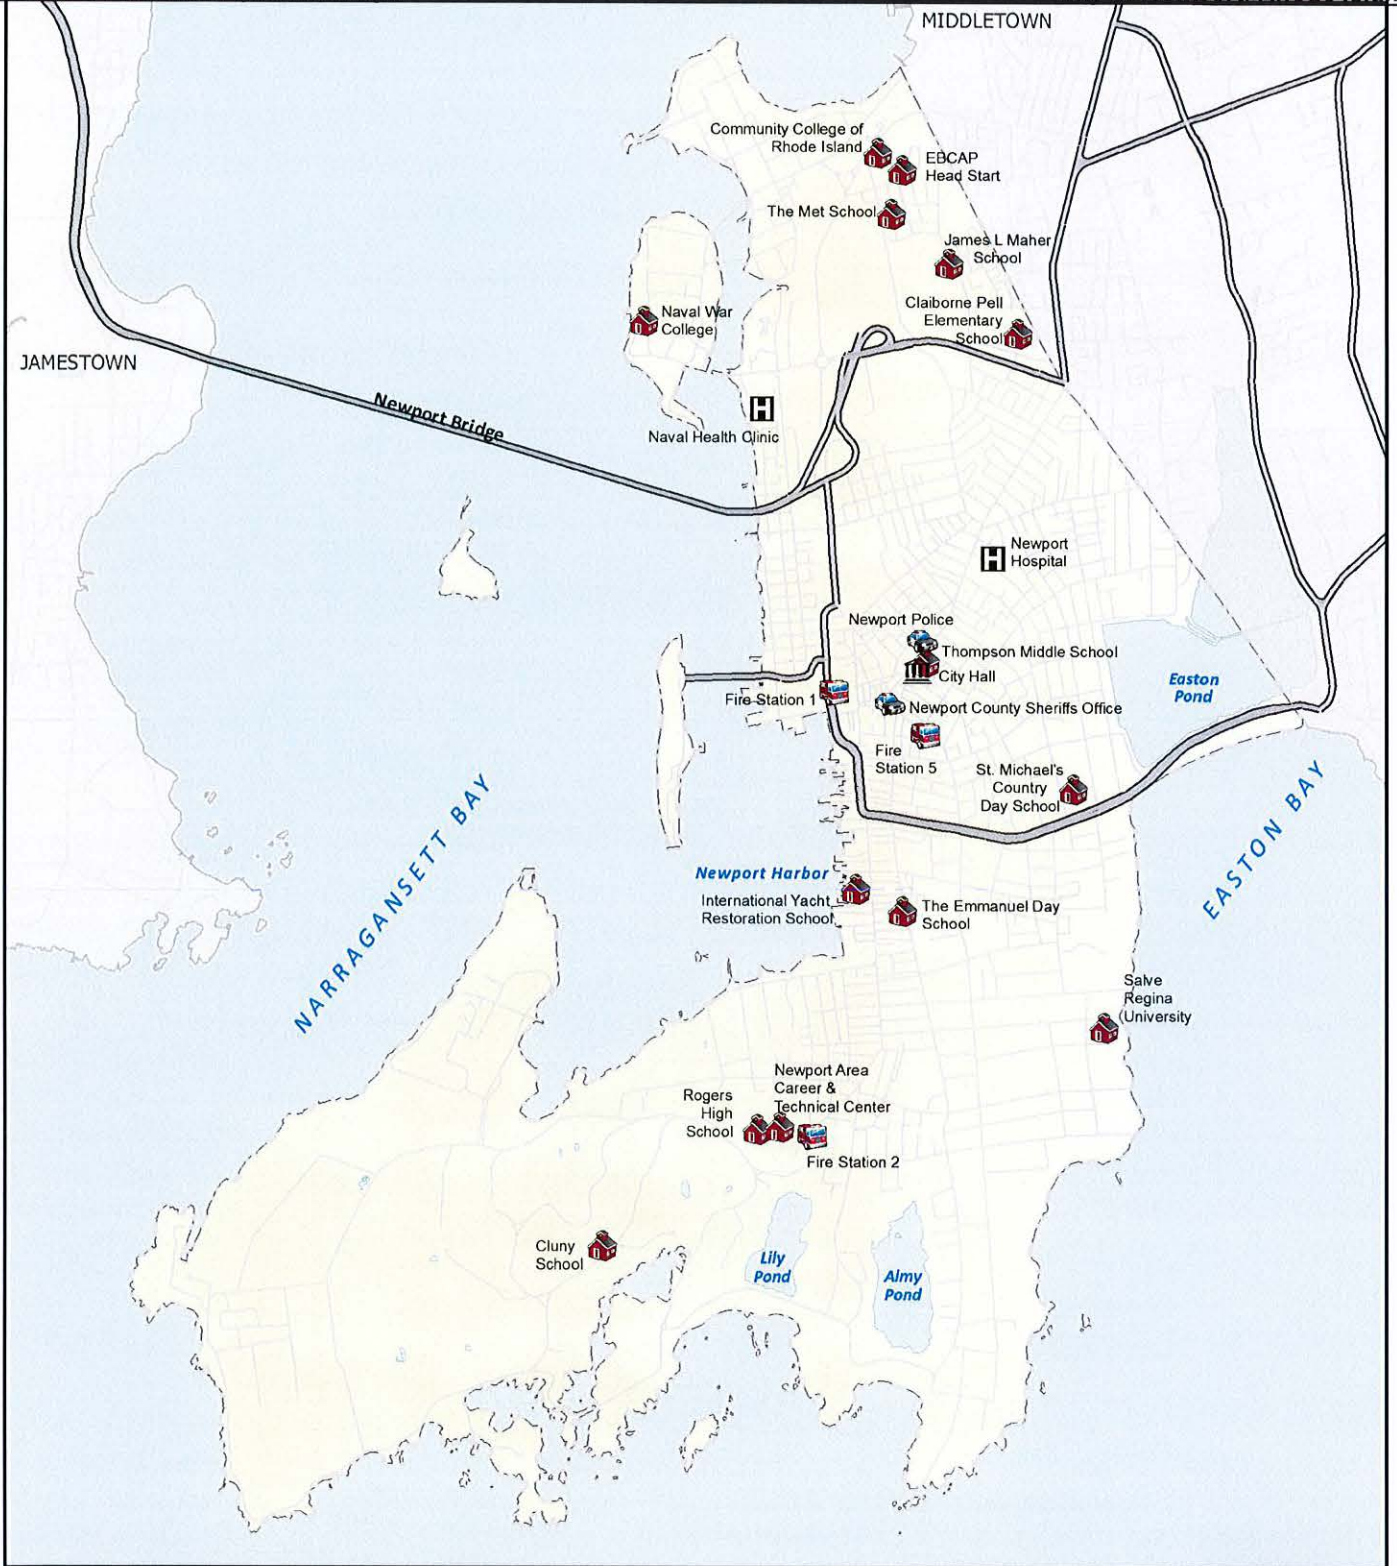 MIDDLETOWN
Community College of
Rhode Island
EBCAP
Head Start
The Met School
James L Maher
School
Claiborne Pell
Elementary
School
Naval War
College
JAMESTOWN
Newport Bridge
H
Naval Health Clinic
H
Newport
Hospital
Newport Police
Thompson Middle School
City Hall
Easton
Pond
Fire Station 1
Newport County Sheriffs Office
Fire
Station 5
St. Michael's
Country
Day School
NARRAGANSETT BAY
EASTON BAY
Newport Harbor
International Yacht
Restoration School
The Emmanuel Day
School
Salve
Regina
University
Newport Area
Career &
Technical Center
Rogers
High
School
Fire Station 2
Cluny
School
Lily
Pond
Almy
Pond